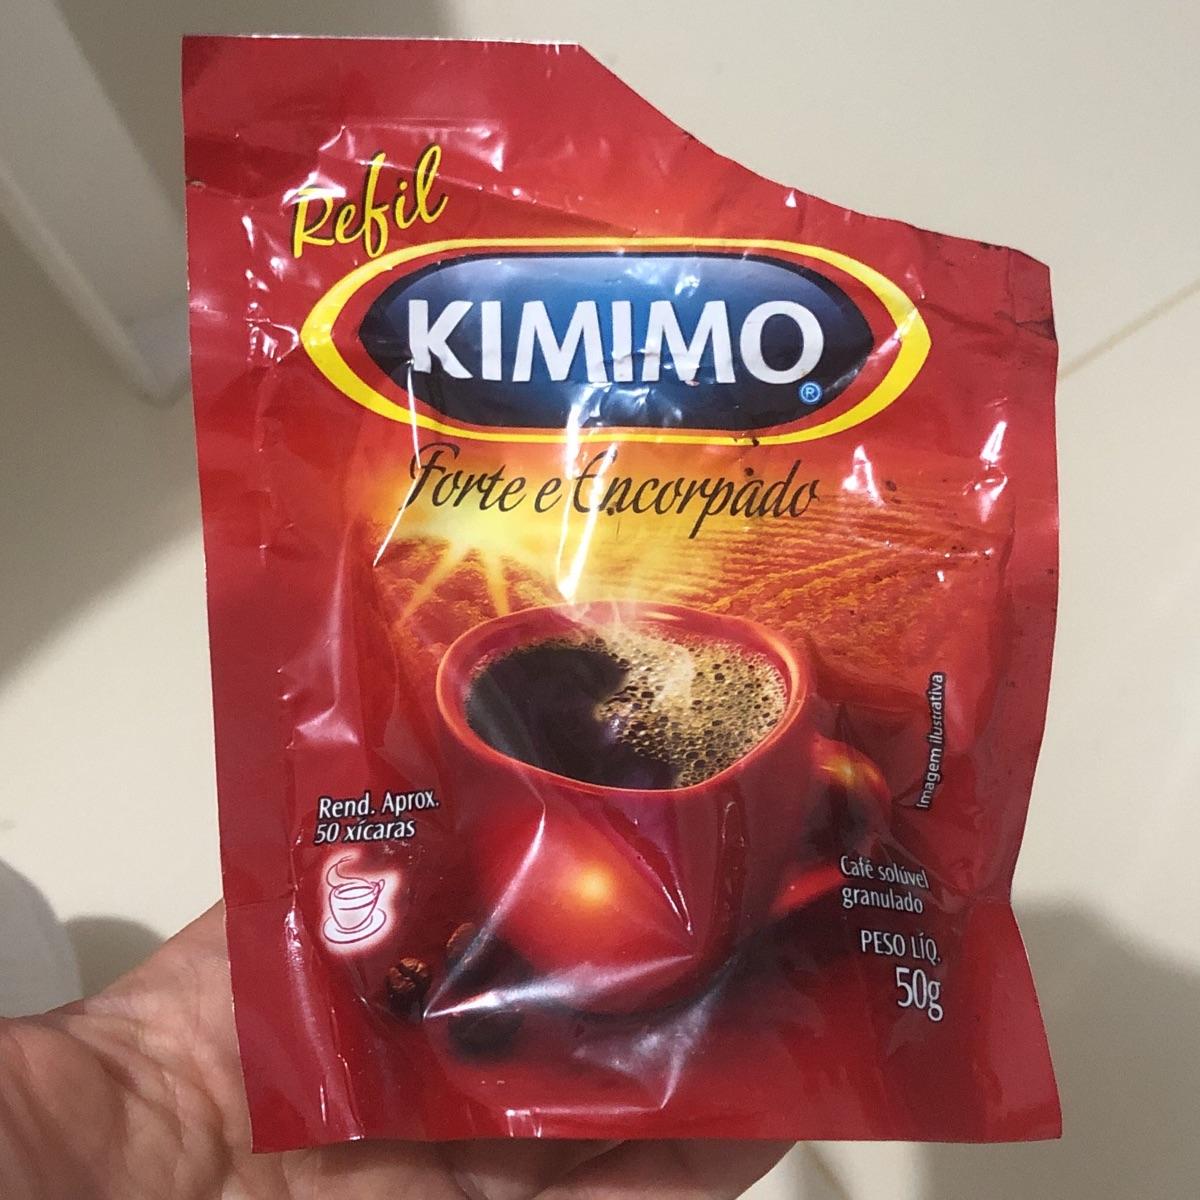 Refil
KIMIMO
®
Forte e Encorpado
Imagem ilustrativa
Rend. Aprox.
50 xícaras
Café solúvel
granulado
PESO LÍQ.
50g